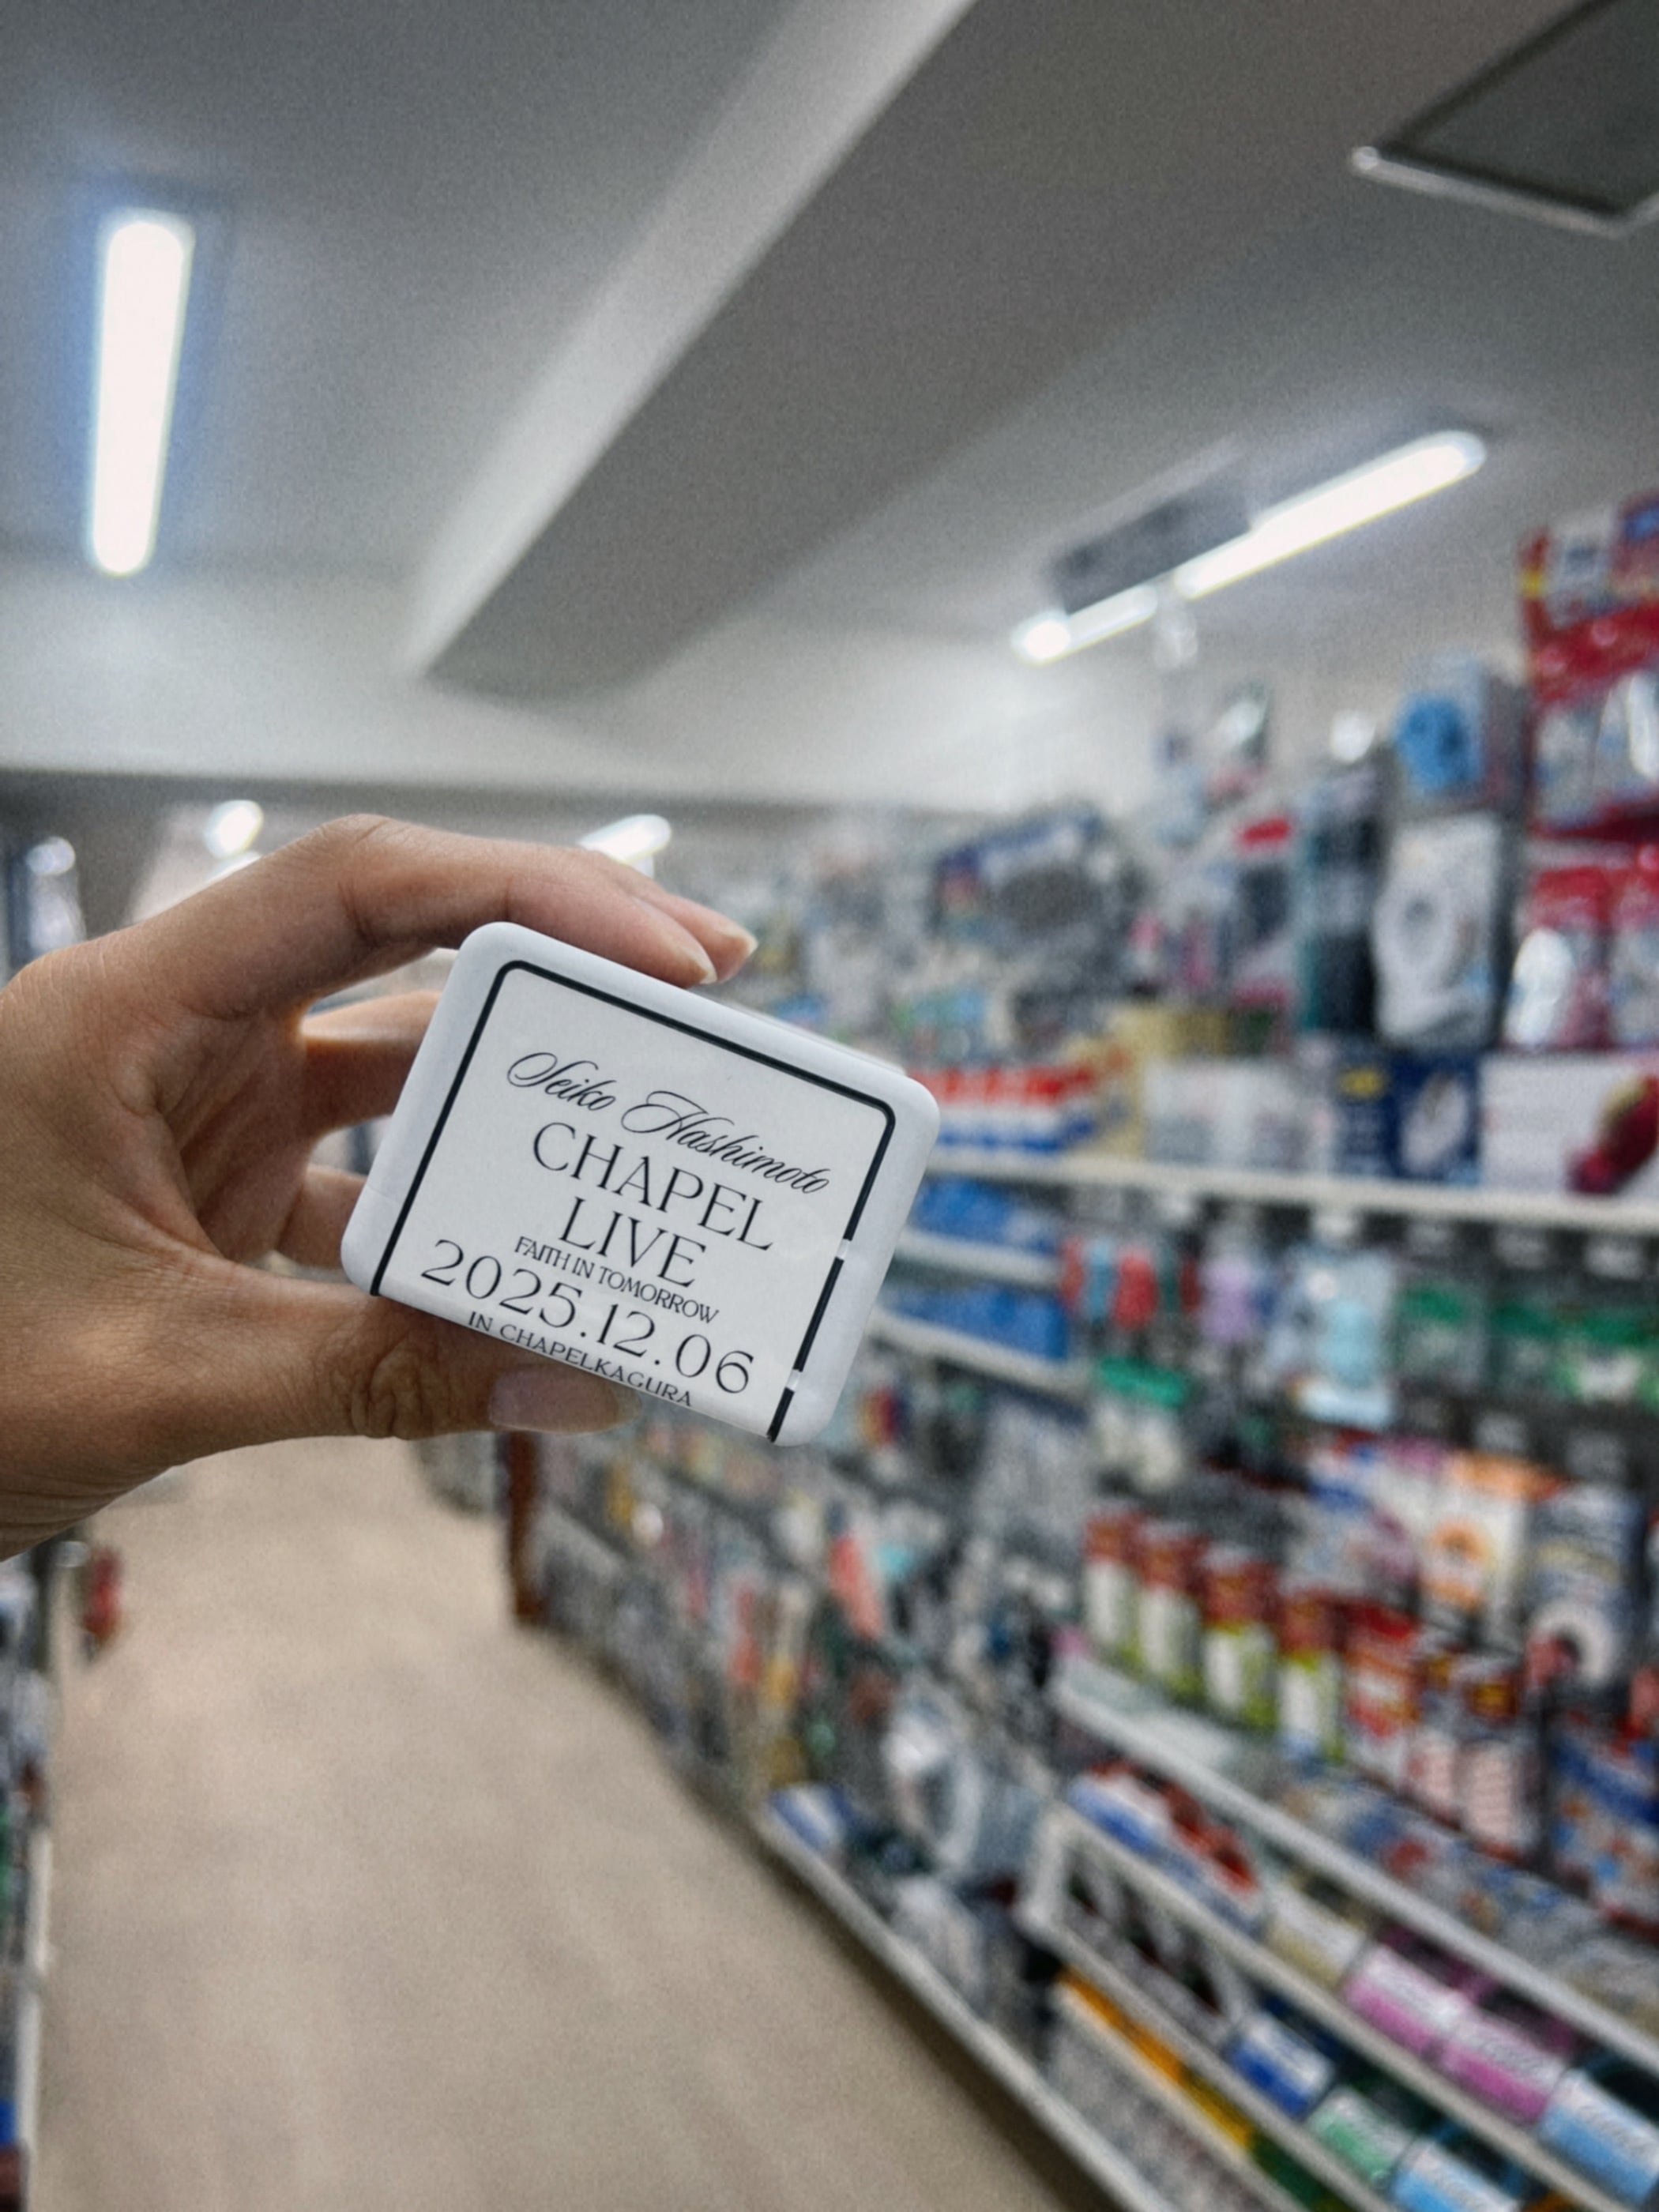 Seiko Hashimoto
CHAPEL
LIVE
FAITH IN TOMORROW
2025.12.06
IN CHAPELKAGURA